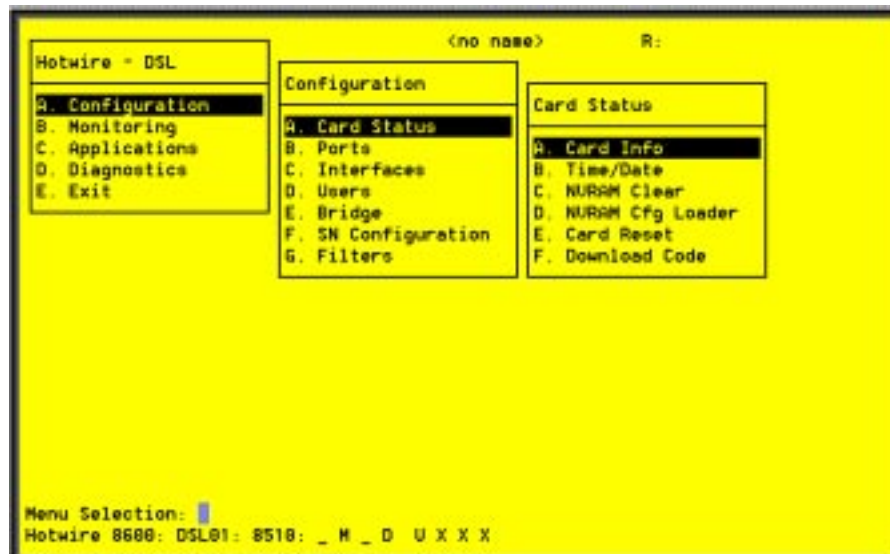 <no name> R:
Hotwire - DSL
A. Configuration
B. Monitoring
C. Applications
D. Diagnostics
E. Exit
Configuration
A. Card Status
B. Ports
C. Interfaces
D. Users
E. Bridge
F. SN Configuration
G. Filters
Card Status
A. Card Info
B. Time/Date
C. NVRAM Clear
D. NVRAM Cfg Loader
E. Card Reset
F. Download Code
Menu Selection:
Hotwire 8600: DSL01: 8510: _ M _ D U X X X